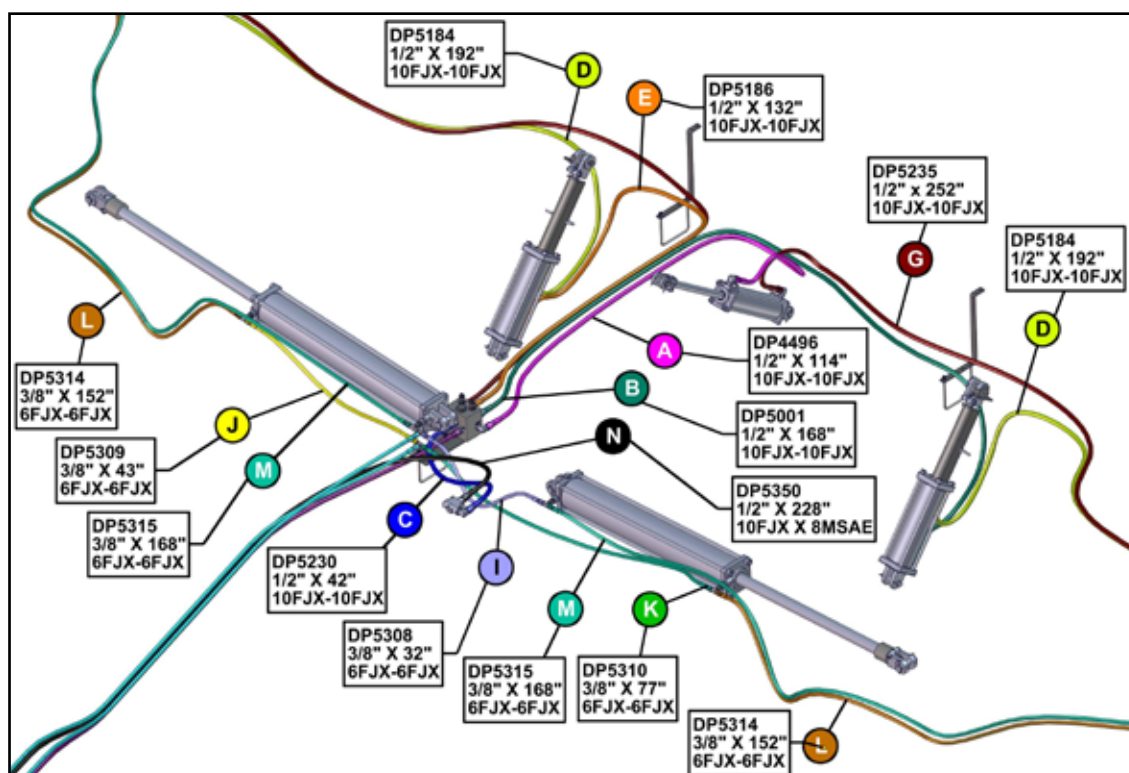 DP5184
1/2" X 192"
10FJX-10FJX
D
E
DP5186
1/2" X 132"
10FJX-10FJX
DP5235
1/2" x 252"
10FJX-10FJX
G
DP5184
1/2" X 192"
10FJX-10FJX
D
L
DP5314
3/8" X 152"
6FJX-6FJX
A
DP4496
1/2" X 114"
10FJX-10FJX
B
DP5001
1/2" X 168"
10FJX-10FJX
J
DP5309
3/8" X 43"
6FJX-6FJX
M
DP5315
3/8" X 168"
6FJX-6FJX
N
DP5350
1/2" X 228"
10FJX X 8MSAE
C
DP5230
1/2" X 42"
10FJX-10FJX
I
DP5308
3/8" X 32"
6FJX-6FJX
M
DP5315
3/8" X 168"
6FJX-6FJX
K
DP5310
3/8" X 77"
6FJX-6FJX
DP5314
3/8" X 152"
6FJX-6FJX
L